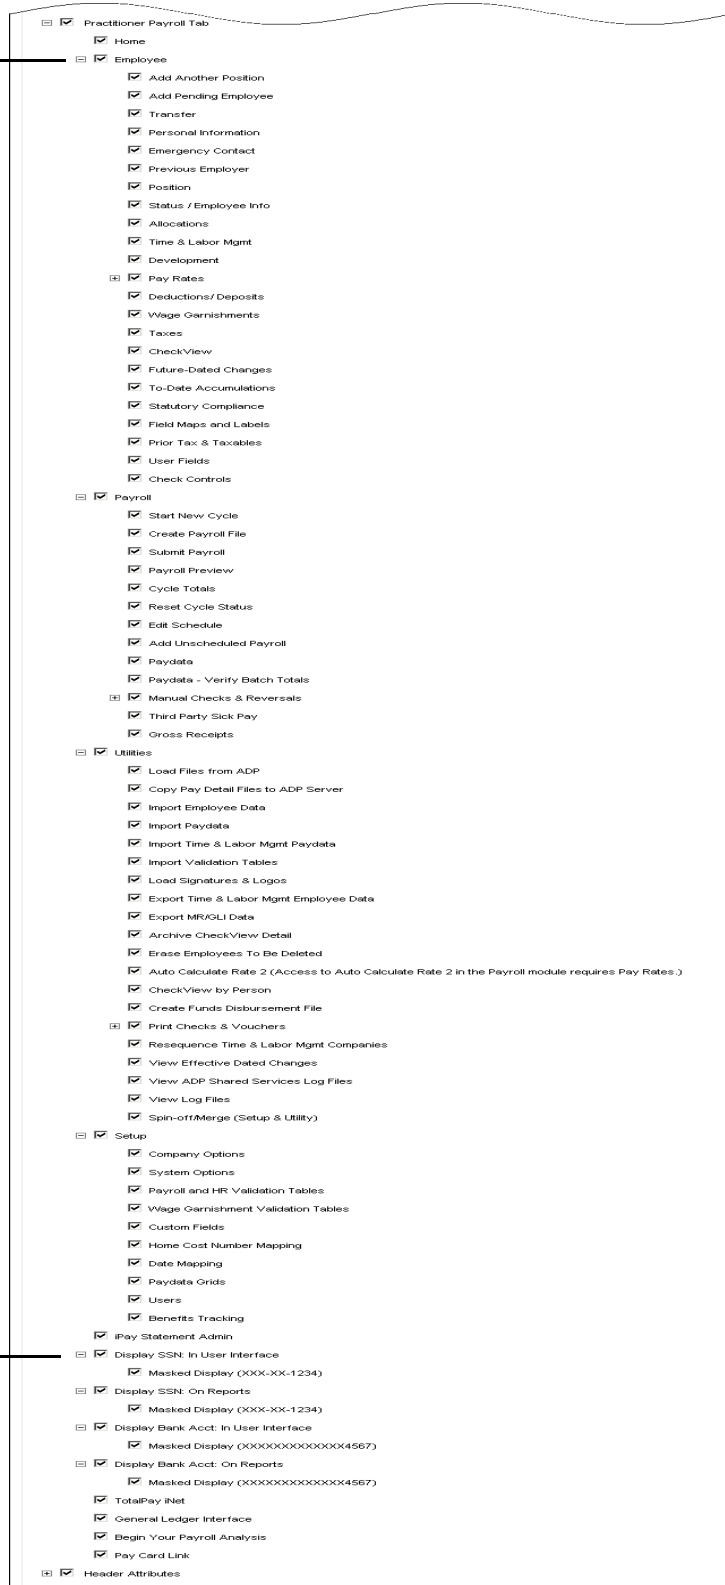 Practitioner Payroll Tab
Home
Employee
Add Another Position
Add Pending Employee
Transfer
Personal Information
Emergency Contact
Previous Employer
Position
Status / Employee Info
Allocations
Time & Labor Mgmt
Development
Pay Rates
Deductions/ Deposits
Wage Garnishments
Taxes
CheckView
Future-Dated Changes
To-Date Accumulations
Statutory Compliance
Field Maps and Labels
Prior Tax & Taxables
User Fields
Check Controls
Payroll
Start New Cycle
Create Payroll File
Submit Payroll
Payroll Preview
Cycle Totals
Reset Cycle Status
Edit Schedule
Add Unscheduled Payroll
Paydata
Paydata - Verify Batch Totals
Manual Checks & Reversals
Third Party Sick Pay
Gross Receipts
Utilities
Load Files from ADP
Copy Pay Detail Files to ADP Server
Import Employee Data
Import Paydata
Import Time & Labor Mgmt Paydata
Import Validation Tables
Load Signatures & Logos
Export Time & Labor Mgmt Employee Data
Export MR/GLI Data
Archive CheckView Detail
Erase Employees To Be Deleted
Auto Calculate Rate 2 (Access to Auto Calculate Rate 2 in the Payroll module requires Pay Rates.)
CheckView by Person
Create Funds Disbursement File
Print Checks & Vouchers
Resequence Time & Labor Mgmt Companies
View Effective Dated Changes
View ADP Shared Services Log Files
View Log Files
Spin-off/Merge (Setup & Utility)
Setup
Company Options
System Options
Payroll and HR Validation Tables
Wage Garnishment Validation Tables
Custom Fields
Home Cost Number Mapping
Date Mapping
Paydata Grids
Users
Benefits Tracking
iPay Statement Admin
Display SSN: In User Interface
Masked Display (XXX-XX-1234)
Display SSN: On Reports
Masked Display (XXX-XX-1234)
Display Bank Acct: In User Interface
Masked Display (XXXXXXXXXXXXX4567)
Display Bank Acct: On Reports
Masked Display (XXXXXXXXXXXXX4567)
TotalPay iNet
General Ledger Interface
Begin Your Payroll Analysis
Pay Card Link
Header Attributes